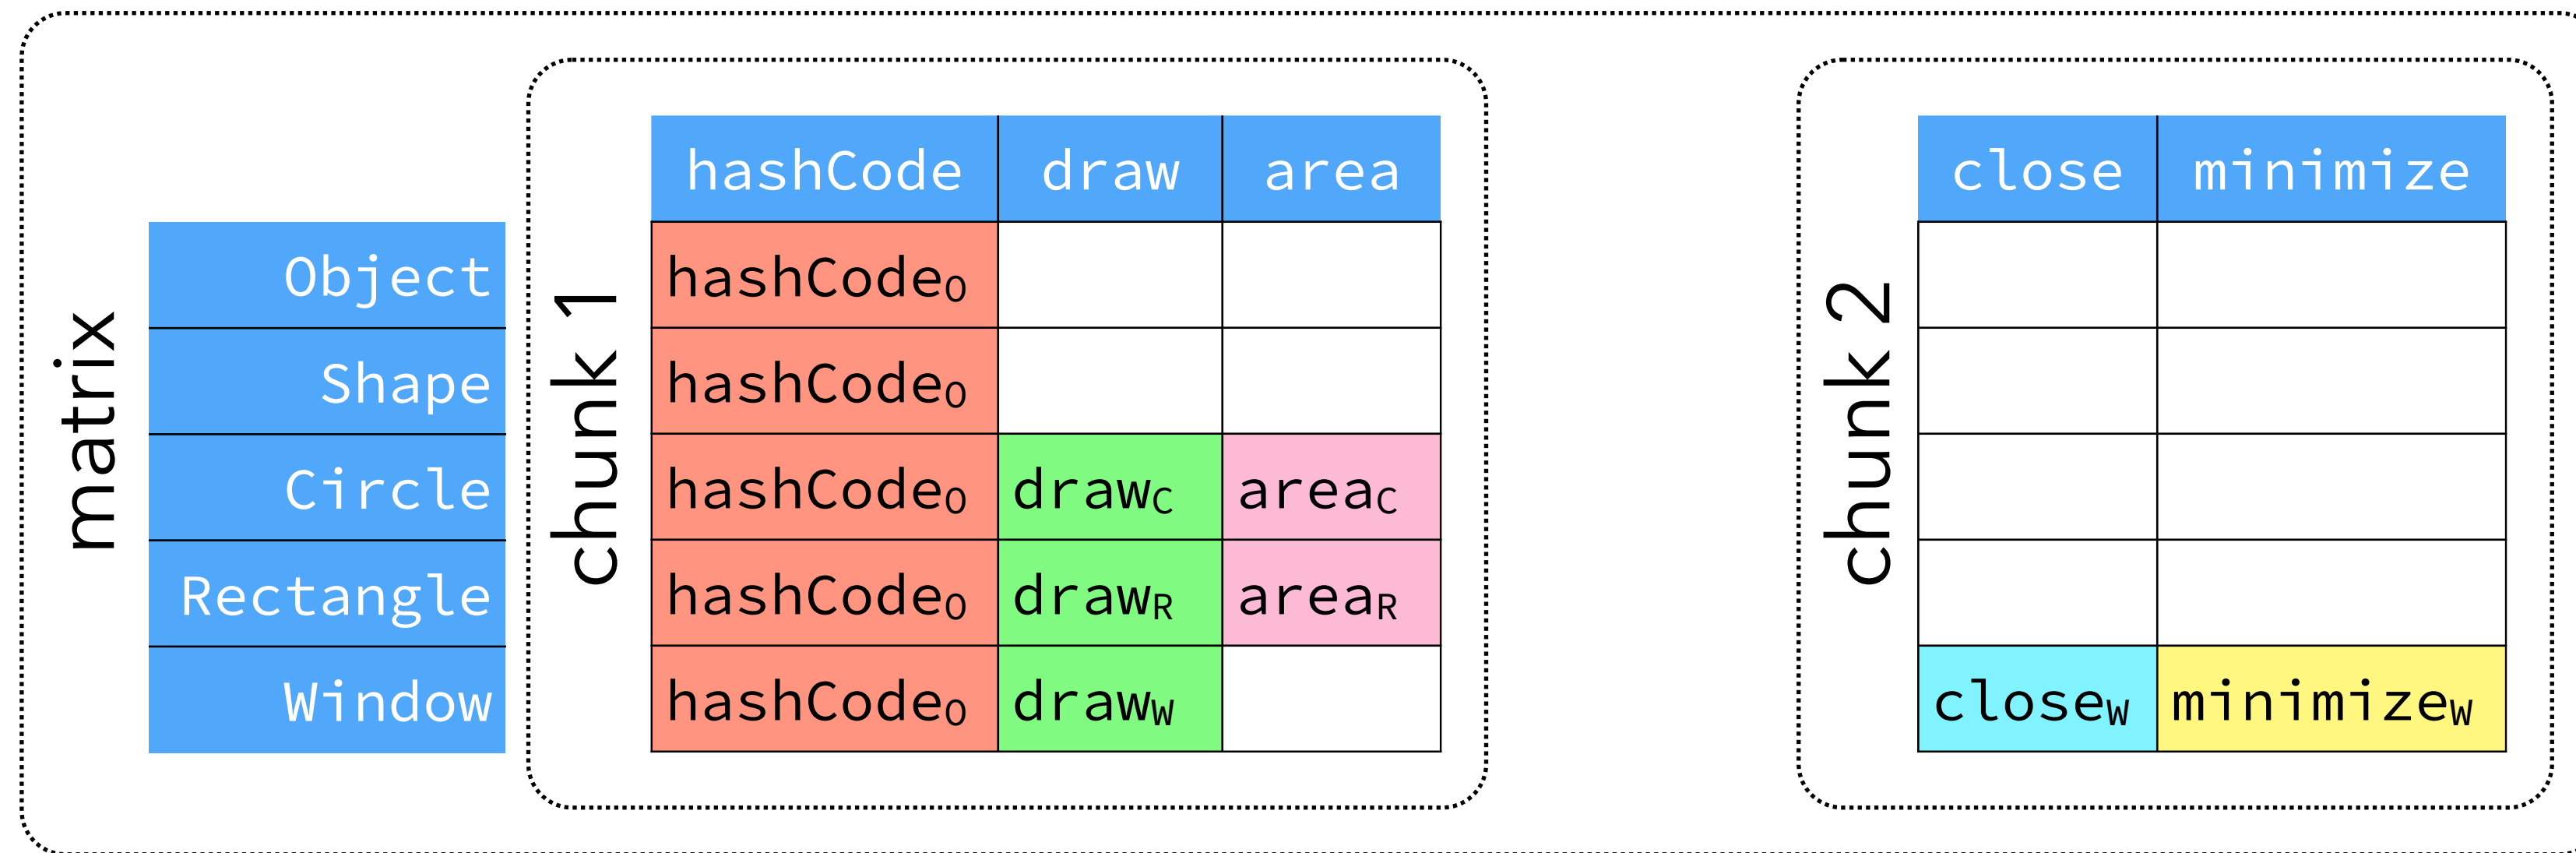 matrix
Object
Shape
Circle
Rectangle
Window
chunk 1
hashCode draw area
hashCodeO
hashCodeO
hashCodeO drawC areaC
hashCodeO drawR areaR
hashCodeO drawW
chunk 2
close minimize
closeW minimizeW